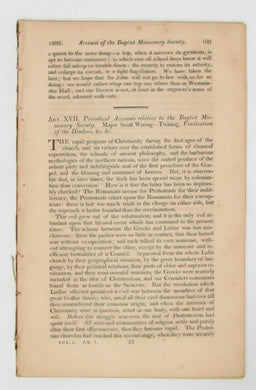 1809. Account of the Baptist Missionary Society. 193
a queen to the same thing—a top, when it narrows its gyrations, is
apt to become stationary; in which case all school-boys know it will
either fall asleep or tumble down: the remedy to restore its activity,
and enlarge its circuit, is a tight flagellation. We have taken the
hint; but we hope that Sir John will not go to law with us for so
doing: we would rather whip our top any where than in Westmin-
ster Hall; and our Review is not, at least in the engraver's sense of
the word, adorned with cuts.
ART. XVII. Periodical Accounts relative to the Baptist Mis-
sionary Society. Major Scott Waring—Twining, Vindication
of the Hindoos, &c. &c.
THE rapid progress of Christianity during the first ages of the
church, and its victory over the established forms of classical
superstition, the schools of ancient philosophy, and the barbarous
mythologies of the northern nations, were the united produce of the
ardent piety and indefatigable zeal of the first preachers of the Gos-
pel, and the blessing and assistance of heaven. But, it is observa-
ble that, in later times, the faith has been spread more by coloniza-
tion than conversion. How is it that the latter has been so deplora-
bly checked? The Romanists accuse the Protestants for their indif-
ference, the Protestants retort upon the Romanists for their corrup-
tions: there is but too much truth in the charge on either side, but
the reproach is better founded than the recrimination.
This evil grew out of the reformation, and it is the only evil at-
tendant upon that blessed event which has continued to the present
times. The schism between the Greeks and Latins was less mis-
chievous; there the parties were so little in contact, that their hatred
was without exasperation; and each talked its own nonsense, with-
out attempting to convert the other, except by the innocent and in-
efficient formalities of a Council. Separated from the whole Latin
church by their geographical situation, by the great boundary of lan-
guage, by their political relations, their pride of older and superior ci-
vilization, and their semi-oriental manners, the Greeks were scarcely
included in the idea of Christendom, and our Crusaders sometimes
found them as hostile as the Saracens. But the revolution which
Luther effected produced a civil war between the members of that
great Gothic family, who, amid all their dissensions had ever till
then remembered their common origin, and when the interests of
Christianity were in question, acted as one body, with one heart and
will. Before this struggle was over, the zeal of Protestantism had
spent itself. All sects and communities of religion settle and purify
after their first effervescence, then they fortunate rapid. The Protes-
tant churches had reached that second stage, when they were securely
VOL. I. NO. I.